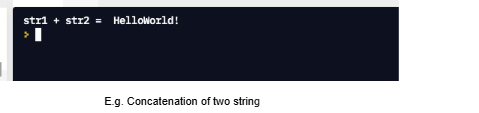 str1 + str2 =  HelloWorld!
>
E.g. Concatenation of two string